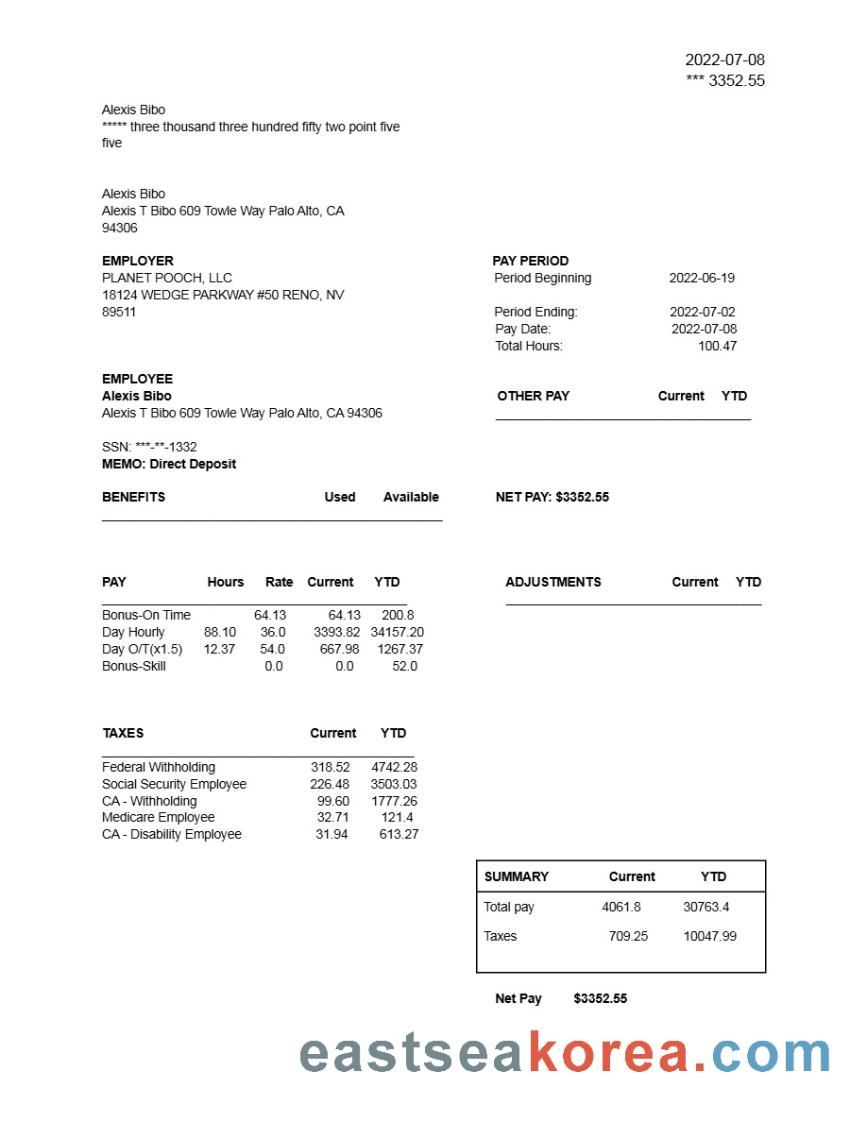 2022-07-08
*** 3352.55
Alexis Bibo
***** three thousand three hundred fifty two point five
five
Alexis Bibo
Alexis T Bibo 609 Towle Way Palo Alto, CA
94306
EMPLOYER
PLANET POOCH, LLC
18124 WEDGE PARKWAY #50 RENO, NV
89511
PAY PERIOD
Period Beginning 2022-06-19
Period Ending: 2022-07-02
Pay Date: 2022-07-08
Total Hours: 100.47
EMPLOYEE
Alexis Bibo
Alexis T Bibo 609 Towle Way Palo Alto, CA 94306
OTHER PAY Current YTD
SSN: ***-**-1332
MEMO: Direct Deposit
BENEFITS Used Available
NET PAY: $3352.55
PAY Hours Rate Current YTD
Bonus-On Time 64.13 64.13 200.8
Day Hourly 88.10 36.0 3393.82 34157.20
Day O/T(x1.5) 12.37 54.0 667.98 1267.37
Bonus-Skill 0.0 0.0 52.0
ADJUSTMENTS Current YTD
TAXES Current YTD
Federal Withholding 318.52 4742.28
Social Security Employee 226.48 3503.03
CA - Withholding 99.60 1777.26
Medicare Employee 32.71 121.4
CA - Disability Employee 31.94 613.27
SUMMARY Current YTD
Total pay 4061.8 30763.4
Taxes 709.25 10047.99
Net Pay $3352.55
eastseakorea.com